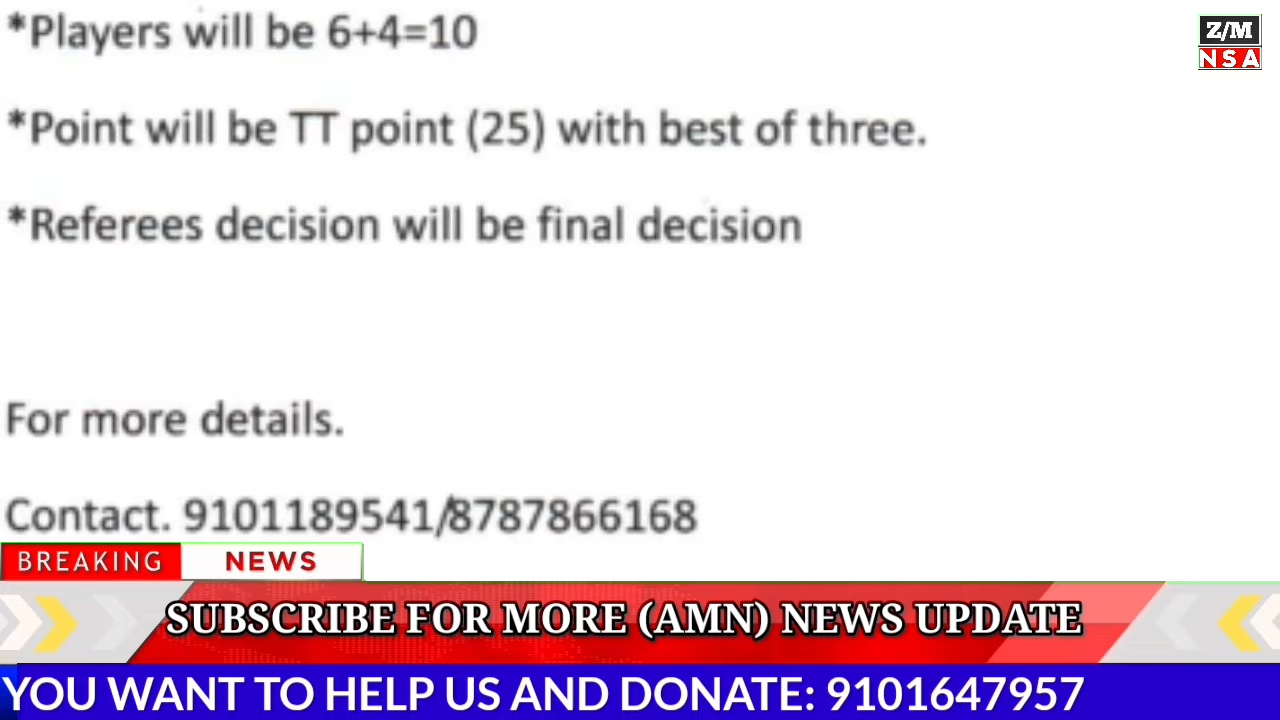 *Players will be 6+4=10
Z/M
NSA
*Point will be TT point (25) with best of three.
*Referees decision will be final decision
For more details.
Contact. 9101189541/8787866168
BREAKING NEWS
SUBSCRIBE FOR MORE (AMN) NEWS UPDATE
YOU WANT TO HELP US AND DONATE: 9101647957